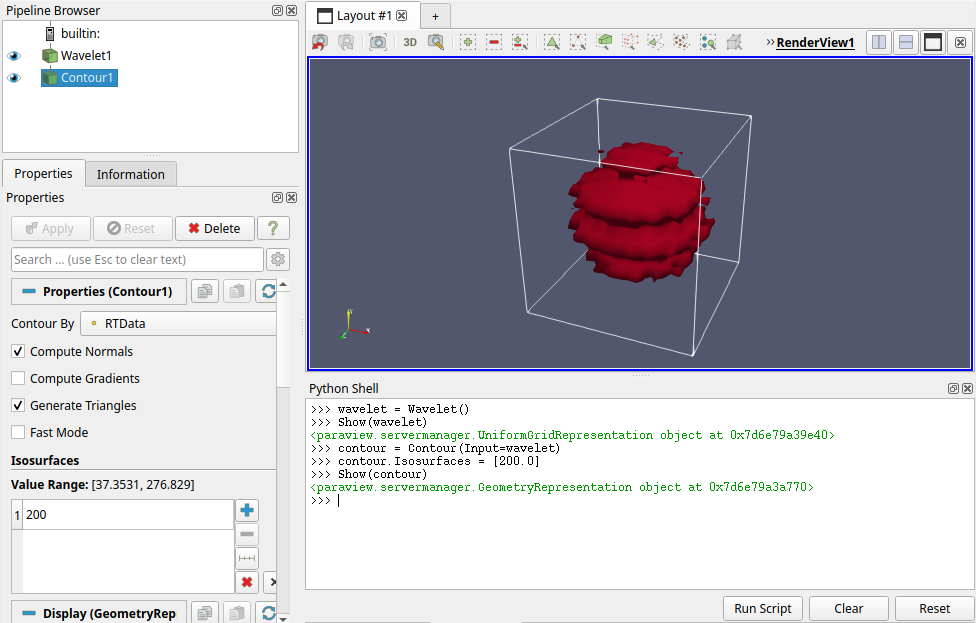 Pipeline Browser
builtin:
Wavelet1
Contour1
Properties
Information
Properties
Apply
Reset
Delete
?
Search ... (use Esc to clear text)
Properties (Contour1)
Contour By
RTData
Compute Normals
Compute Gradients
Generate Triangles
Fast Mode
Isosurfaces
Value Range: [37.3531, 276.829]
1 200
Display (GeometryRep
Layout #1
+
3D
RenderView1
Y
X
Z
Python Shell
>>> wavelet = Wavelet()
>>> Show(wavelet)
<paraview.servermanager.UniformGridRepresentation object at 0x7d6e79a39e40>
>>> contour = Contour(Input=wavelet)
>>> contour.Isosurfaces = [200.0]
>>> Show(contour)
<paraview.servermanager.GeometryRepresentation object at 0x7d6e79a3a770>
>>>
Run Script
Clear
Reset